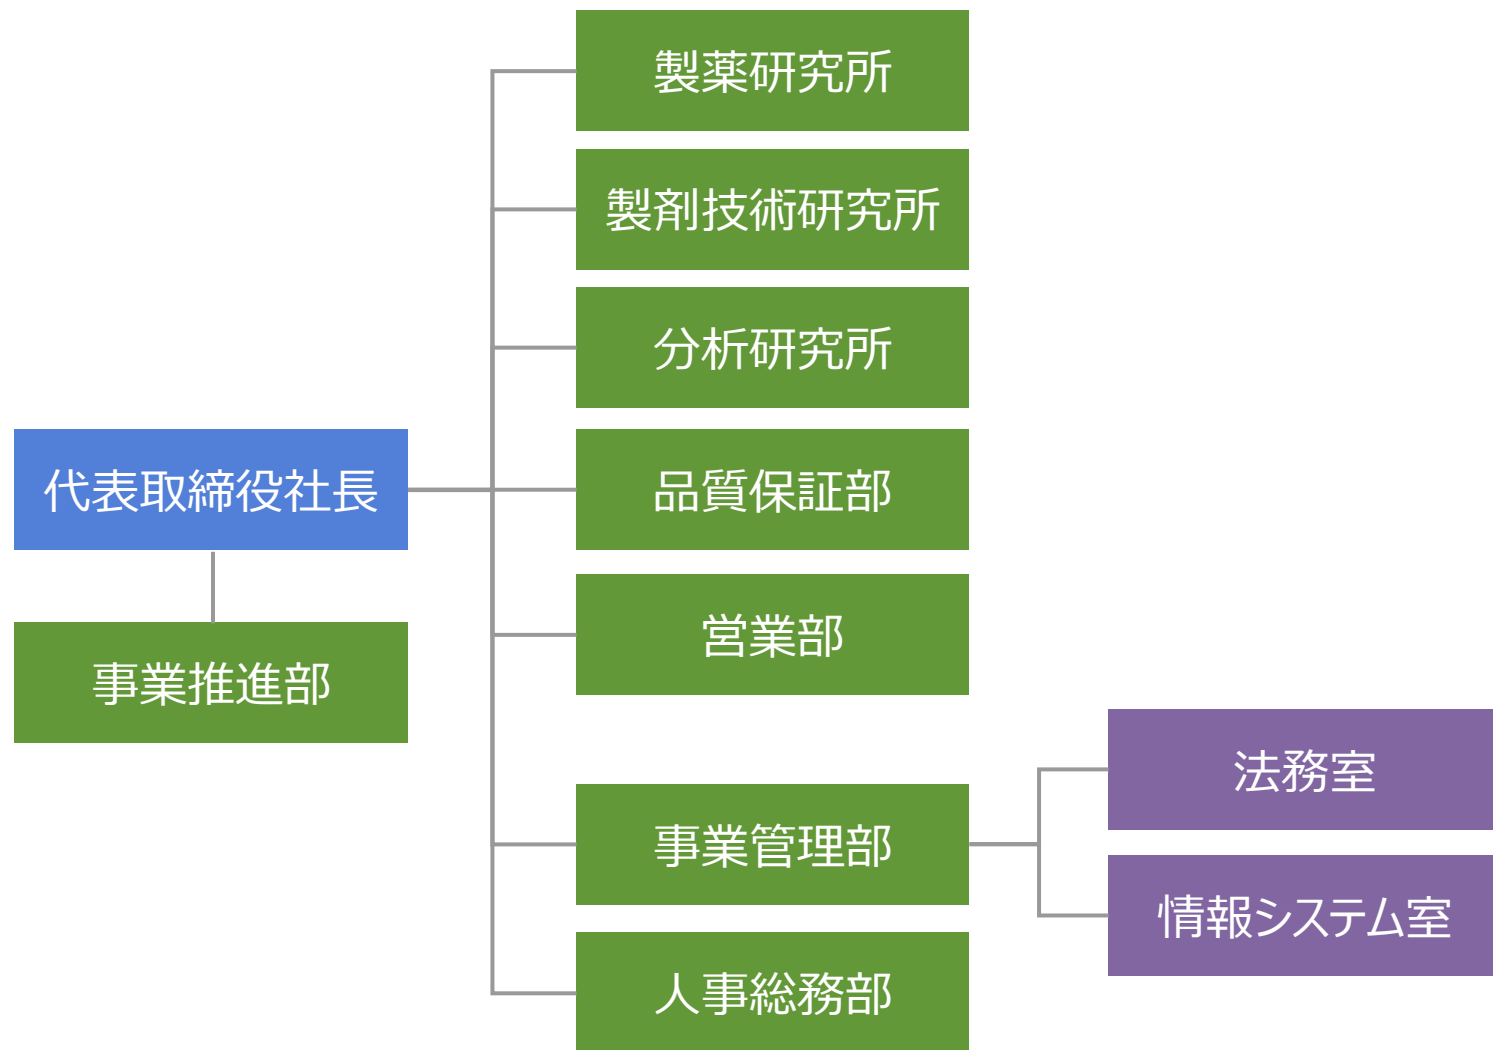 代表取締役社長
事業推進部
製薬研究所
製剤技術研究所
分析研究所
品質保証部
営業部
事業管理部
法務室
情報システム室
人事総務部